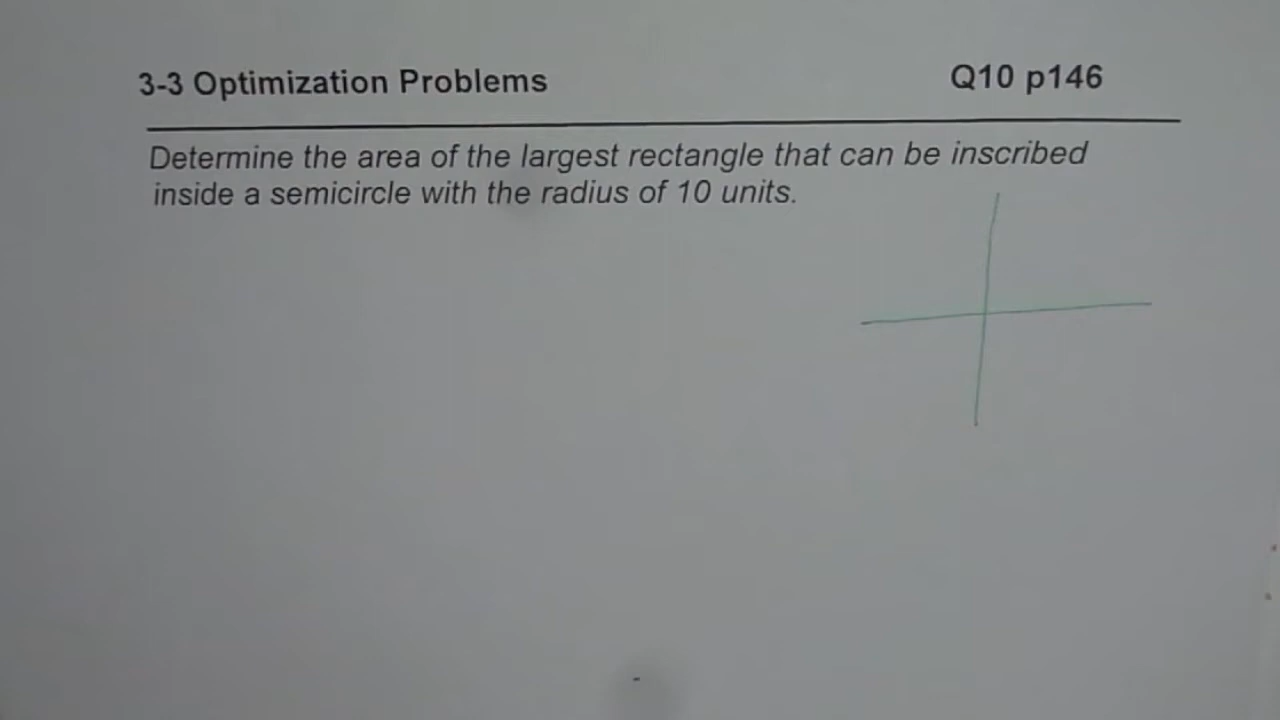 3-3 Optimization Problems Q10 p146
Determine the area of the largest rectangle that can be inscribed
inside a semicircle with the radius of 10 units.